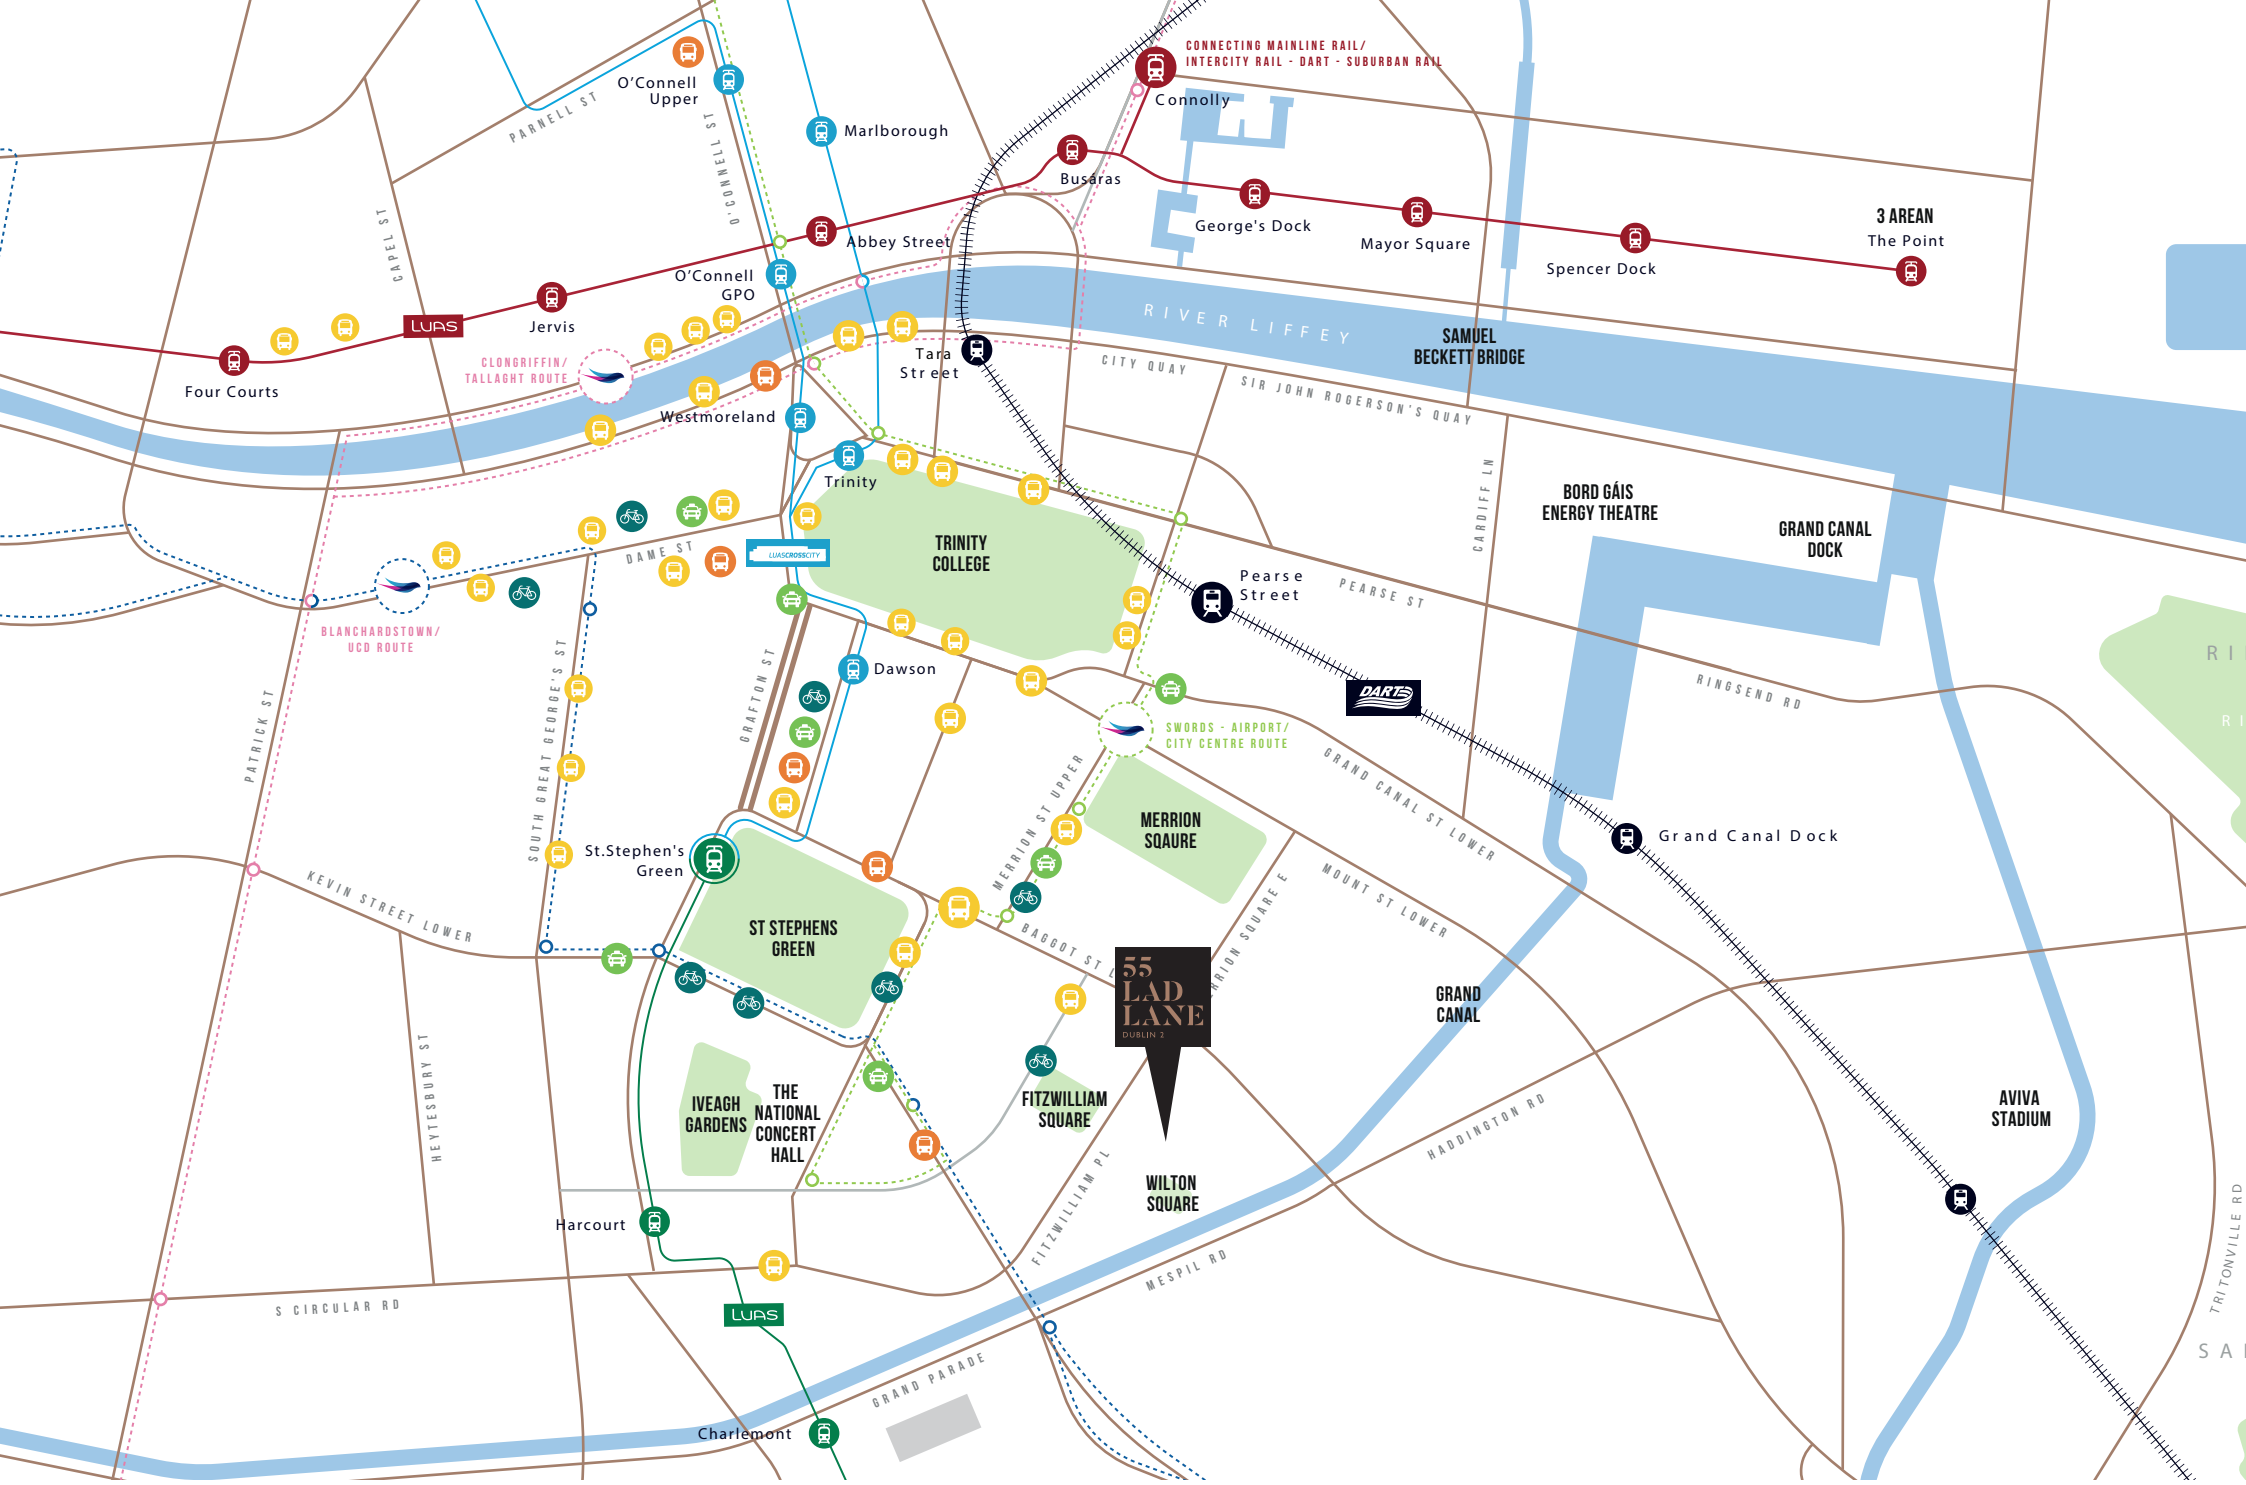 CONNECTING MAINLINE RAIL/
INTERCITY RAIL - DART - SUBURBAN RAIL
Connolly
O'Connell
Upper
PARNELL ST
O'CONNELL ST
Marlborough
Busáras
George's Dock
Mayor Square
Spencer Dock
3 AREAN
The Point
CAPEL ST
Abbey Street
O'Connell
GPO
Jervis
LUAS
Four Courts
CLONGRIFFIN/
TALLAGHT ROUTE
RIVER LIFFEY
SAMUEL
BECKETT BRIDGE
Tara
Street
CITY QUAY
SIR JOHN ROGERSON'S QUAY
Westmoreland
Trinity
CARDIFF LN
BORD GÁIS
ENERGY THEATRE
GRAND CANAL
DOCK
TRINITY
COLLEGE
DAME ST
LUASCROSSCITY
Pearse
Street
PEARSE ST
BLANCHARDSTOWN/
UCD ROUTE
Dawson
GRAFTON ST
SOUTH GREAT GEORGE'S ST
PATRICK ST
DART
RINGSEND RD
RI
RI
SWORDS - AIRPORT/
CITY CENTRE ROUTE
GRAND CANAL ST LOWER
MERRION ST UPPER
MERRION
SQAURE
Grand Canal Dock
St.Stephen's
Green
KEVIN STREET LOWER
ST STEPHENS
GREEN
MOUNT ST LOWER
BAGGOT ST L
RRION SQUARE E
55
LAD
LANE
DUBLIN 2
GRAND
CANAL
HEYTESBURY ST
IVEAGH
GARDENS
THE
NATIONAL
CONCERT
HALL
FITZWILLIAM
SQUARE
HADDINGTON RD
AVIVA
STADIUM
FITZWILLIAM PL
WILTON
SQUARE
Harcourt
MESPIL RD
TRITONVILLE RD
S CIRCULAR RD
LUAS
GRAND PARADE
SA
Charlemont